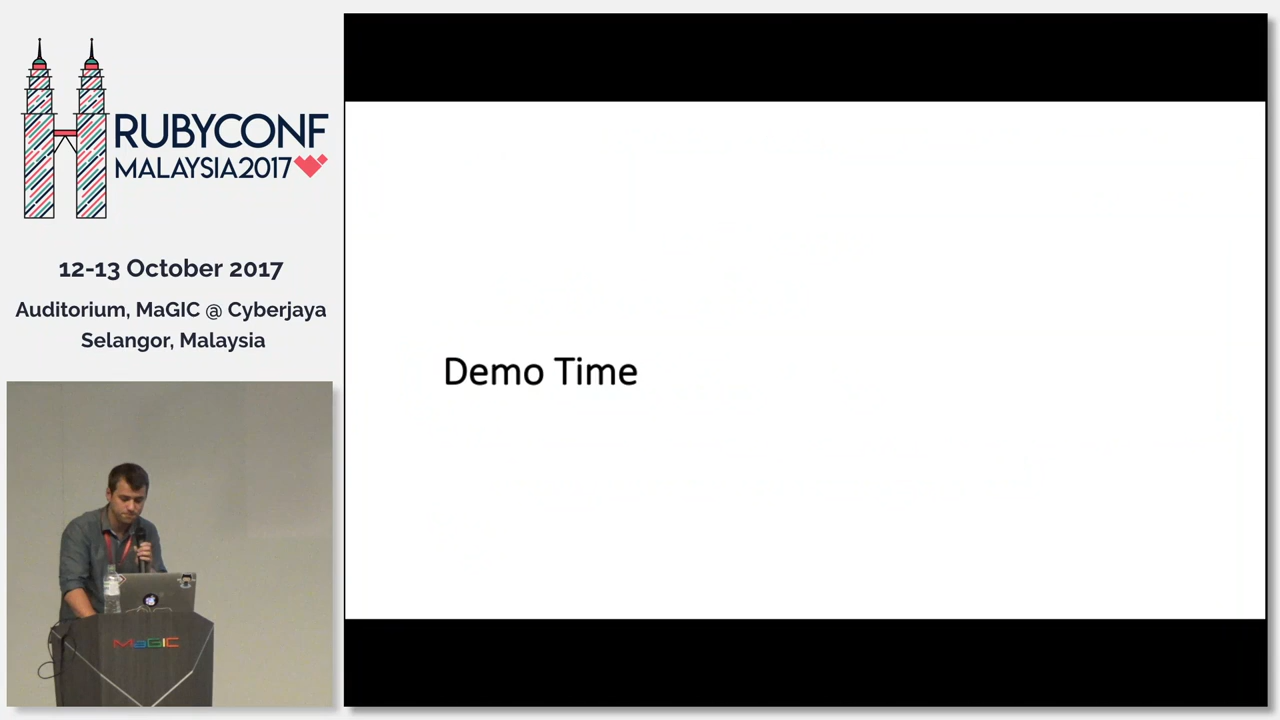 RUBYCONF
MALAYSIA2017
12-13 October 2017
Auditorium, MaGIC @ Cyberjaya
Selangor, Malaysia
Demo Time
MaGIC